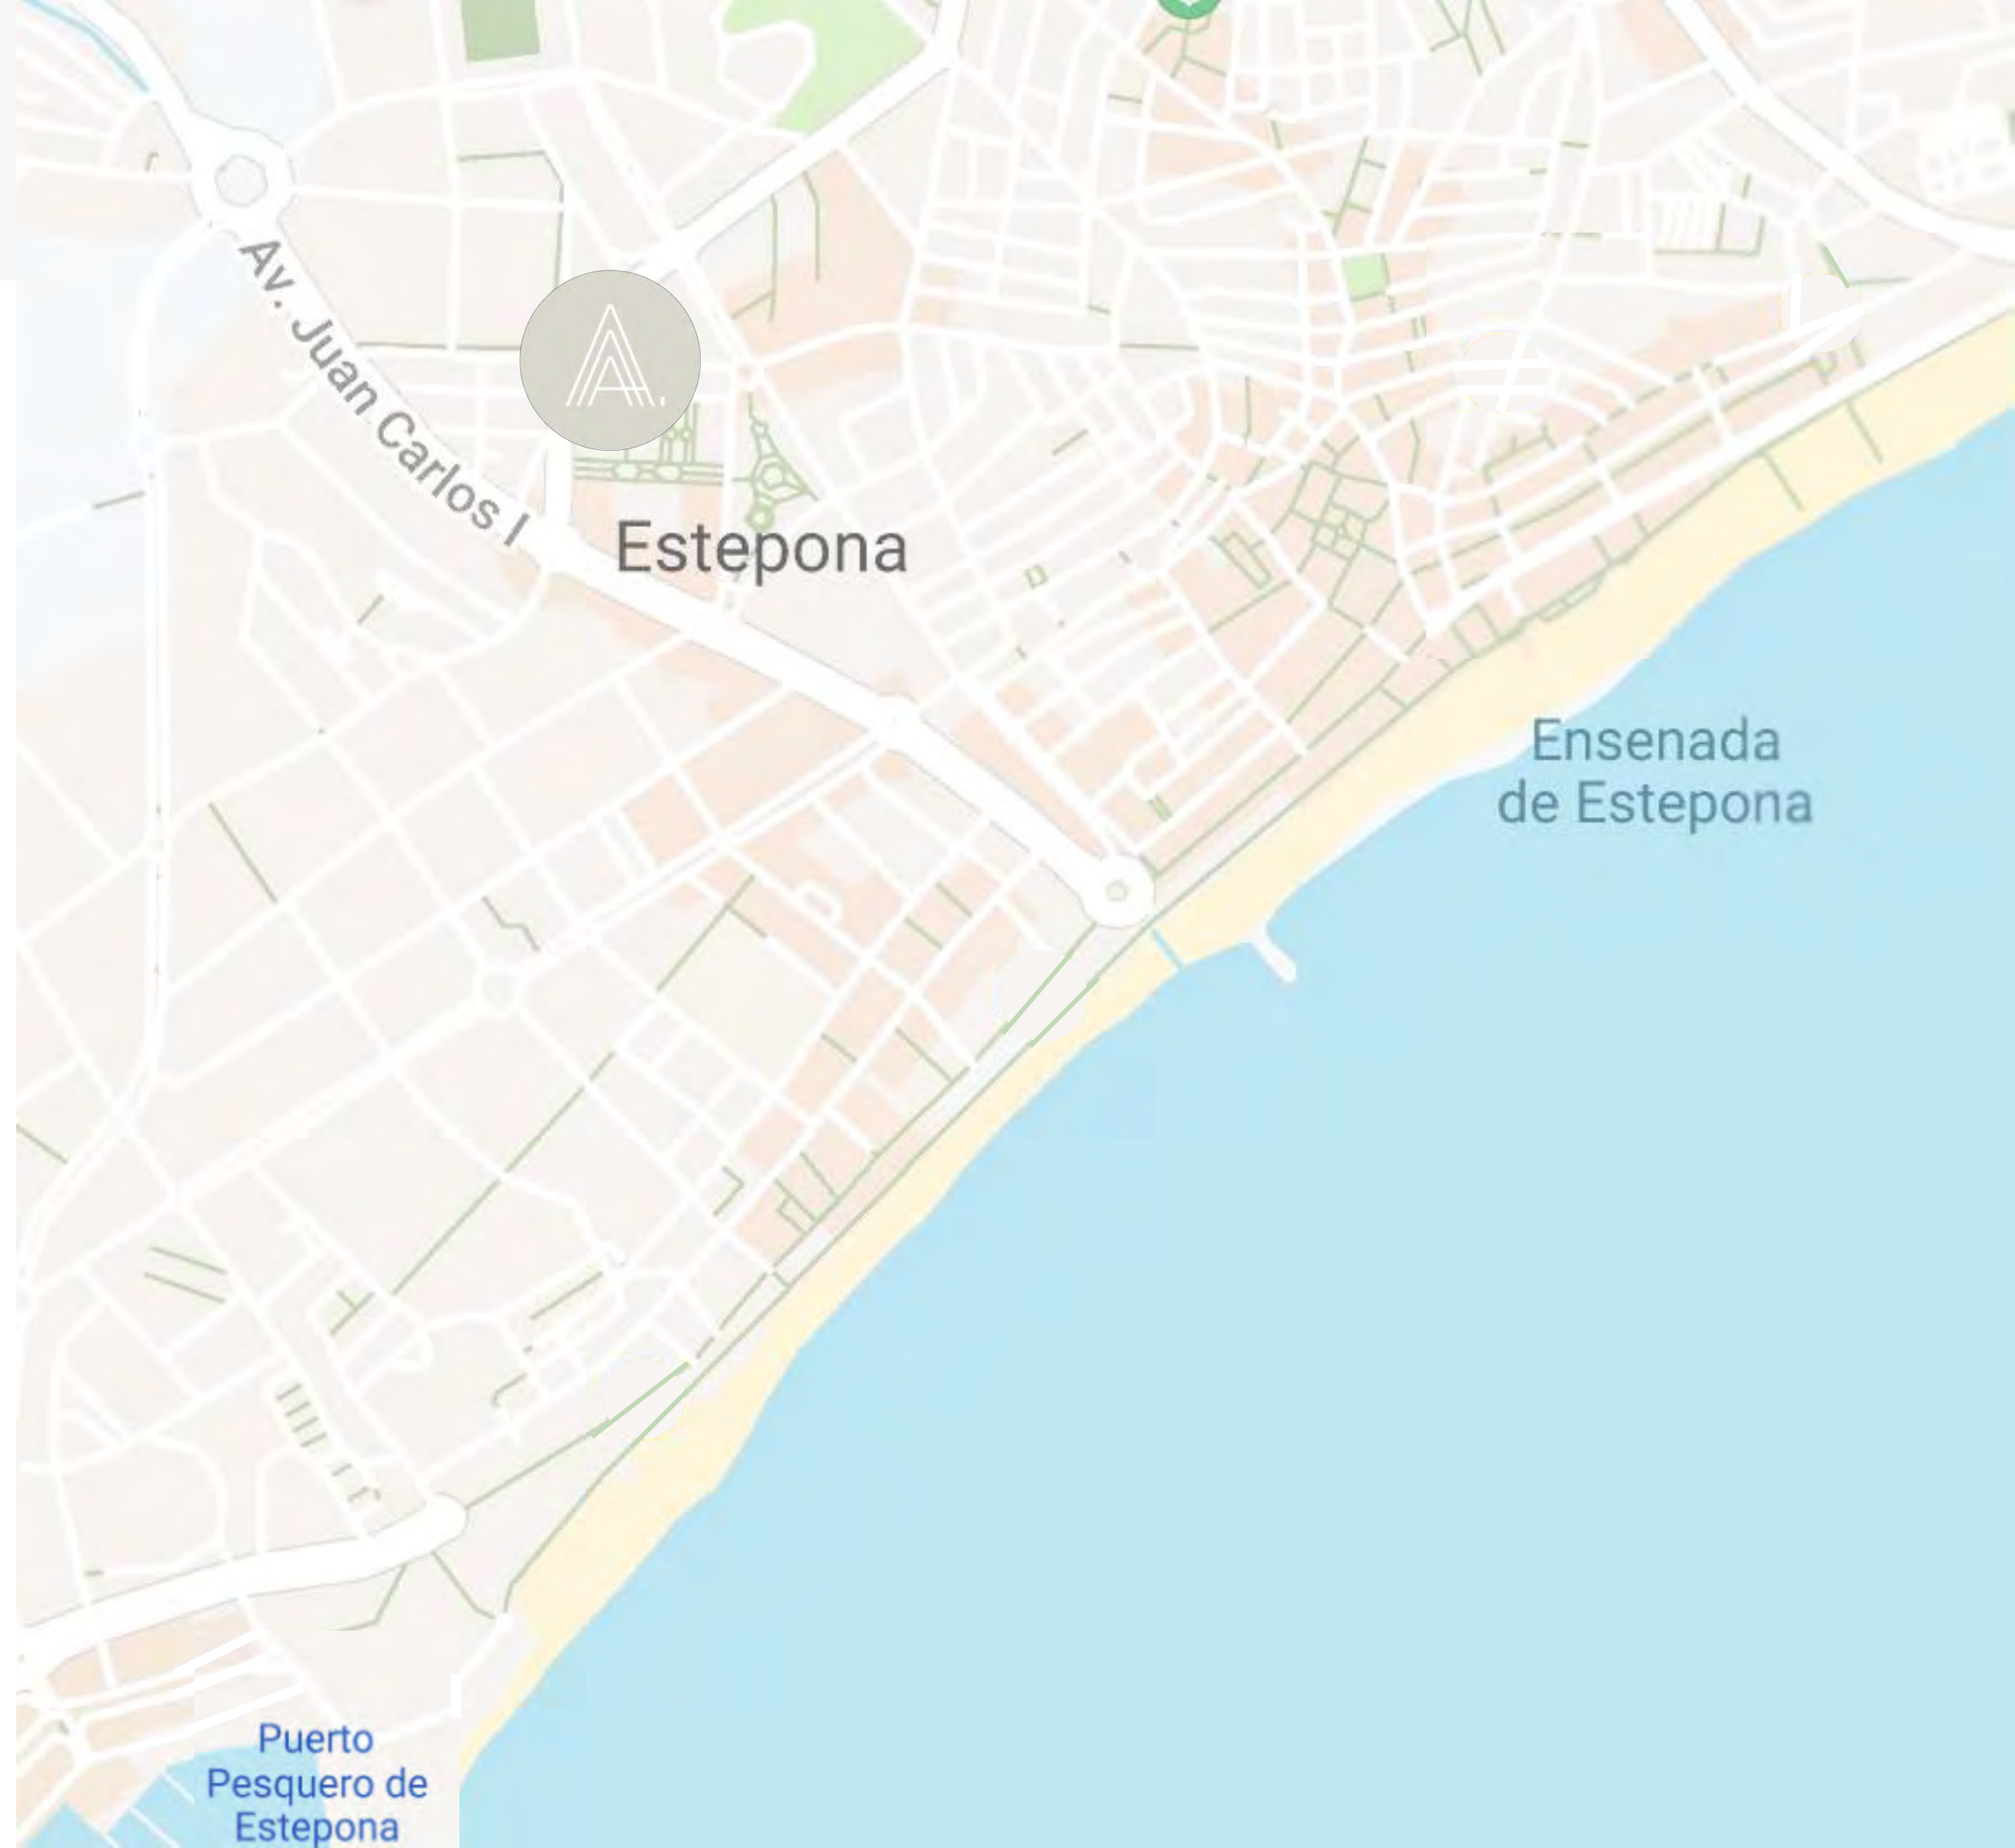 Av. Juan Carlos I
A.
Estepona
Ensenada
de Estepona
Puerto
Pesquero de
Estepona